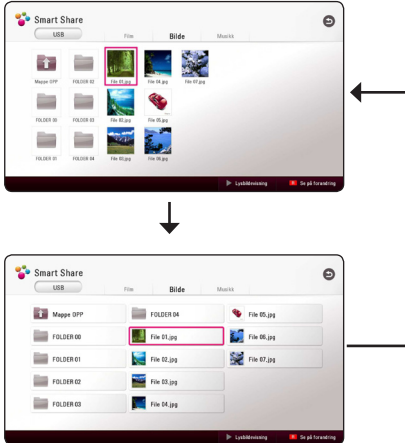 Smart Share
USB Film Bilde Musikk
Mappe OPP FOLDER 02 File 01.jpg File 04.jpg File 07.jpg
FOLDER 00 FOLDER 03 File 02.jpg File 05.jpg
FOLDER 01 FOLDER 04 File 03.jpg File 06.jpg
Lysbildevisning Se på forandring
Smart Share
USB Film Bilde Musikk
Mappe OPP FOLDER 04 File 05.jpg
FOLDER 00 File 01.jpg File 06.jpg
FOLDER 01 File 02.jpg File 07.jpg
FOLDER 02 File 03.jpg
FOLDER 03 File 04.jpg
Lysbildevisning Se på forandring